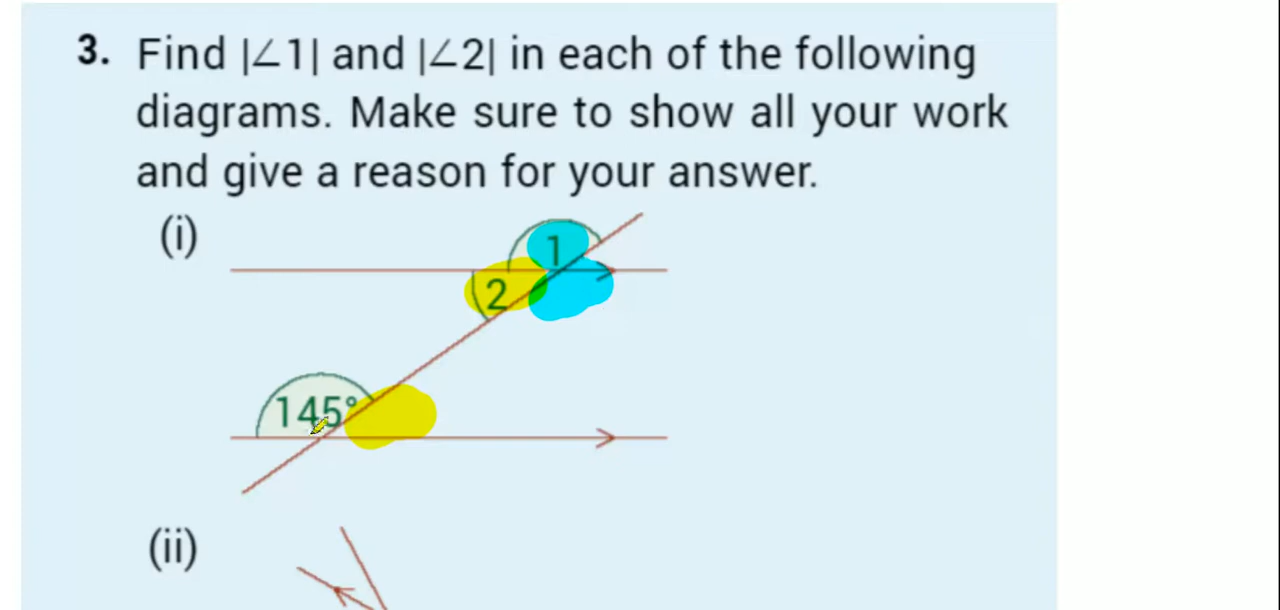 3. Find |∠1| and |∠2| in each of the following
diagrams. Make sure to show all your work
and give a reason for your answer.
(i)
1
2
145°
(ii)